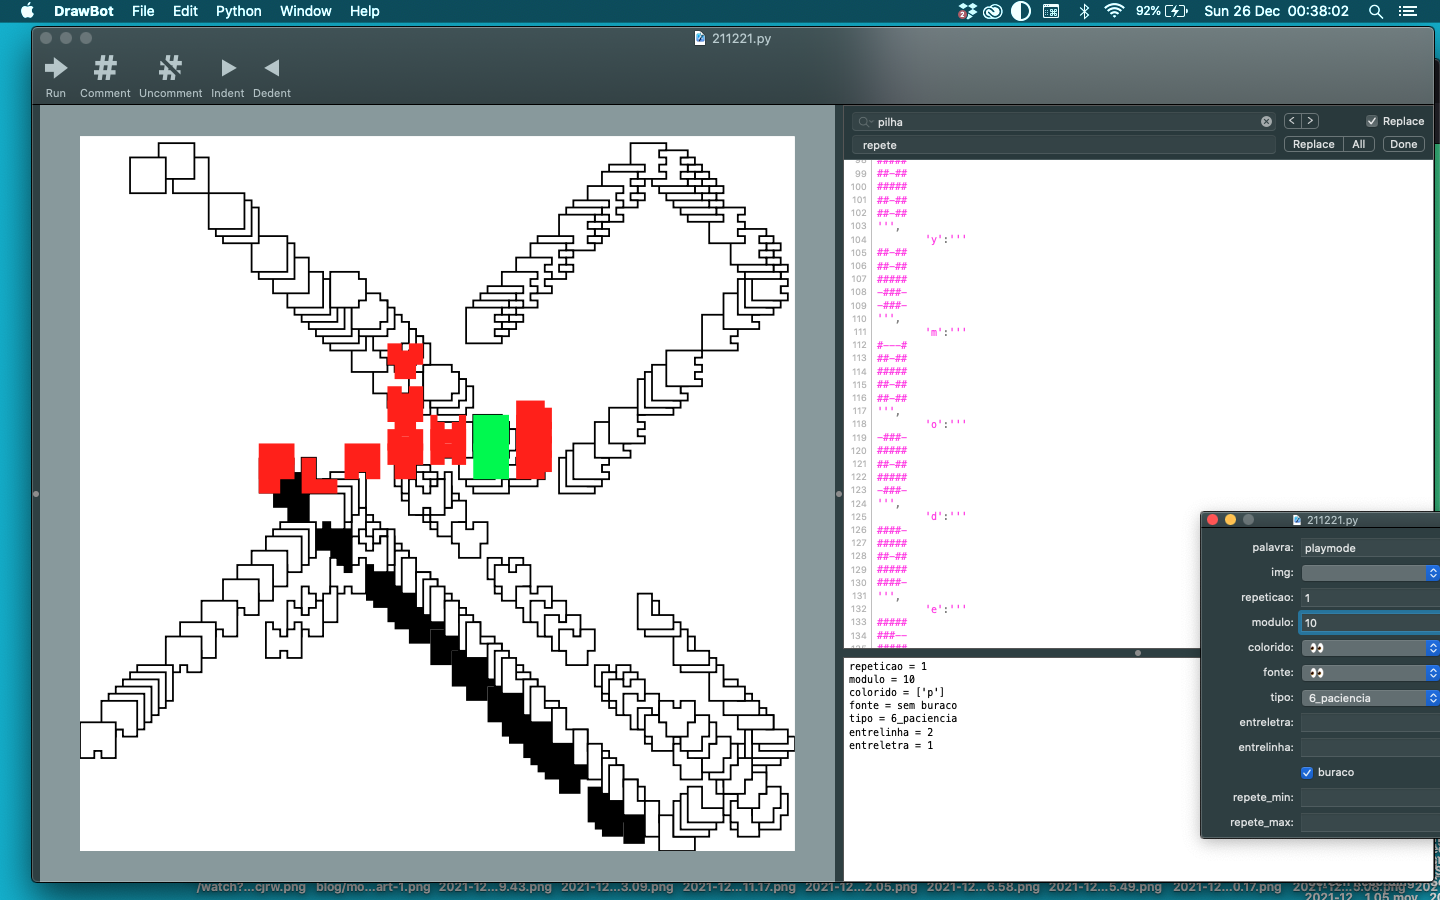 DrawBot File Edit Python Window Help 2 92% Sun 26 Dec 00:38:02
211221.py
Run Comment Uncomment Indent Dedent
pilha < > Replace
repete Replace All Done
98 #####
99 ##-##
100 #####
101 ##-##
102 ##-##
103 ''',
104 'y':'''
105 ##-##
106 ##-##
107 #####
108 -###-
109 -###-
110 ''',
111 'm':'''
112 #---#
113 ##-##
114 #####
115 ##-##
116 ##-##
117 ''',
118 'o':'''
119 -###-
120 #####
121 ##-##
122 #####
123 -###-
124 ''',
125 'd':'''
126 ####-
127 #####
128 ##-##
129 #####
130 ####-
131 ''',
132 'e':'''
133 #####
134 ###--
repeticao = 1
modulo = 10
colorido = ['p']
fonte = sem buraco
tipo = 6_paciencia
entrelinha = 2
entreletra = 1
211221.py
palavra: playmode
img:
repeticao: 1
modulo: 10
colorido: 👀
fonte: 👀
tipo: 6_paciencia
entreletra:
entrelinha:
buraco
repete_min:
repete_max:
/watch?...cjrw.png blog/mo...art-1.png 2021-12...9.43.png 2021-12...3.09.png 2021-12...11.17.png 2021-12...2.05.png 2021-12...6.58.png 2021-12...5.49.png 2021-12...0.17.png